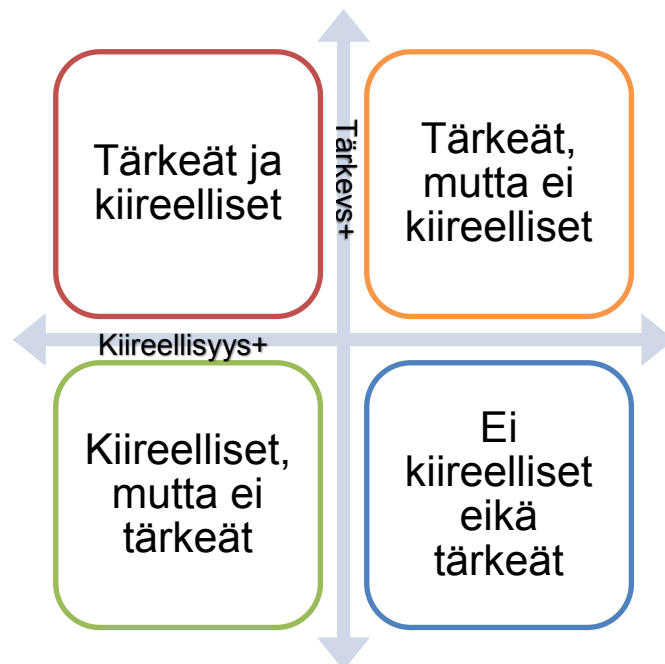 Tärkeät ja
kiireelliset
Tärkevs+
Tärkeät,
mutta ei
kiireelliset
Kiireellisyys+
Kiireelliset,
mutta ei
tärkeät
Ei
kiireelliset
eikä
tärkeät